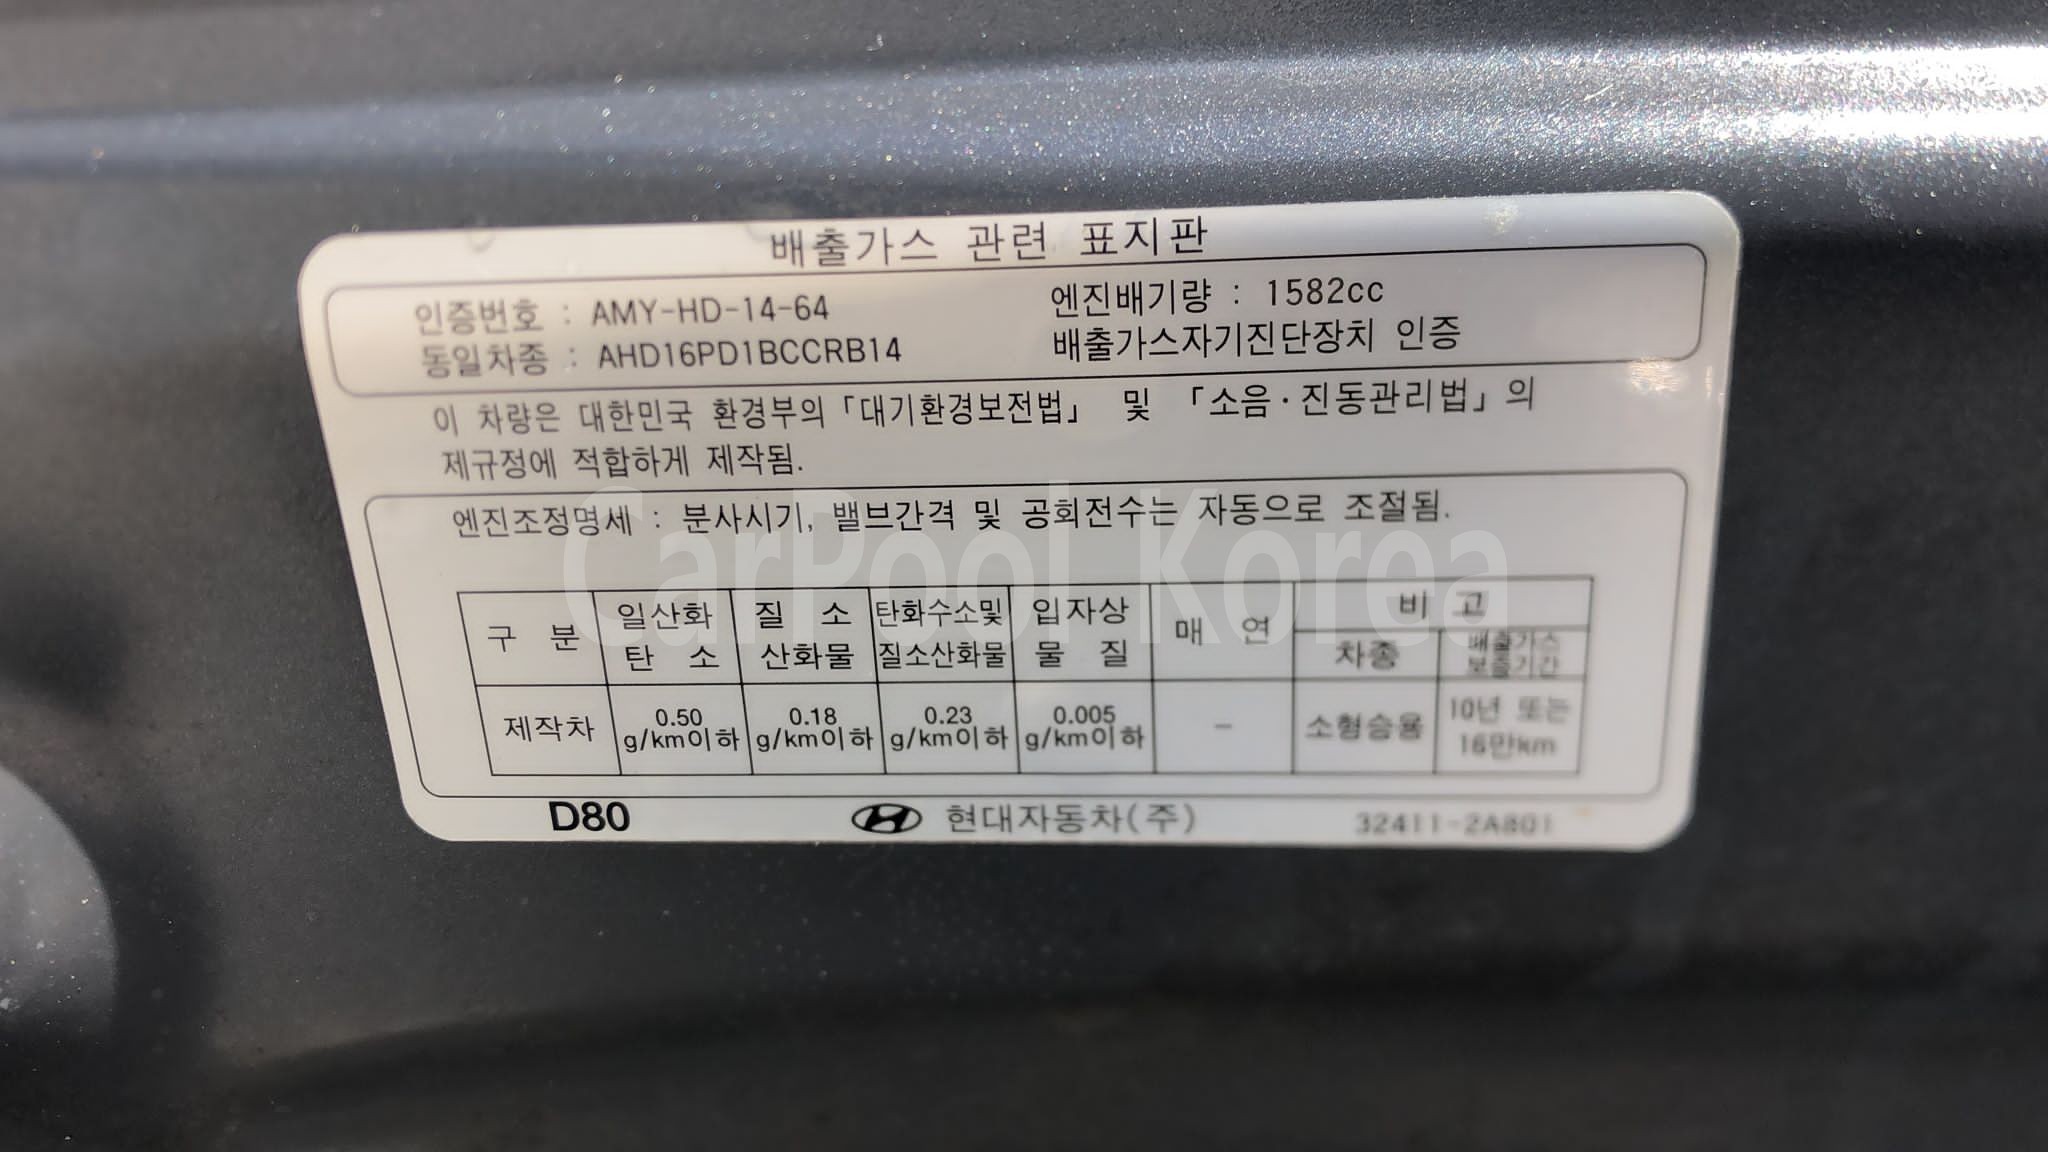 배출가스 관련 표지판
인증번호 : AMY-HD-14-64
엔진배기량 : 1582cc
동일차종 : AHD16PD1BCCRB14
배출가스자기진단장치 인증
이 차량은 대한민국 환경부의 「대기환경보전법」 및 「소음·진동관리법」의
제규정에 적합하게 제작됨.
엔진조정명세 : 분사시기, 밸브간격 및 공회전수는 자동으로 조절됨.
CarPool Korea
구 분
일산화
탄 소
질 소
산화물
탄화수소및
질소산화물
입자상
물 질
매 연
비 고
차종
배출가스
보증기간
제작차
0.50
g/km이하
0.18
g/km이하
0.23
g/km이하
0.005
g/km이하
-
소형승용
10년 또는
16만km
D80
현대자동차(주)
32411-2A801